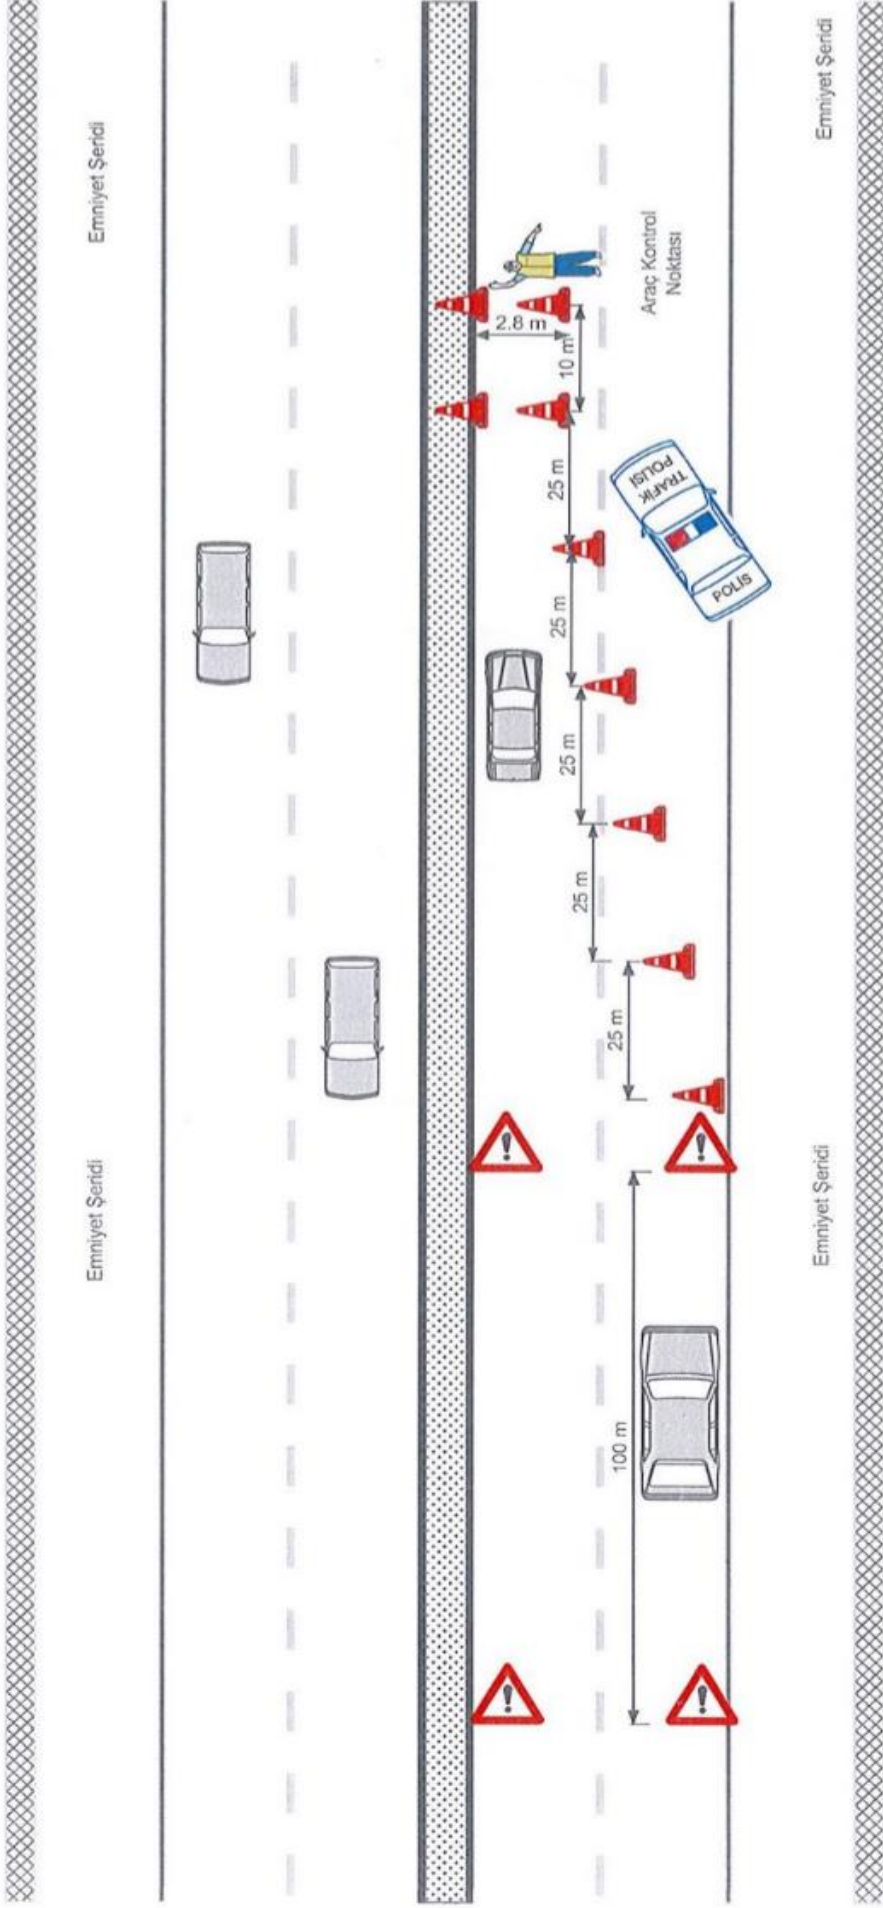 Emniyet Şeridi
Emniyet Şeridi
Emniyet Şeridi
Emniyet Şeridi
Araç Kontrol
Noktası
2.8 m
10 m
25 m
25 m
25 m
25 m
25 m
100 m
TRAFİK
POLİSİ
POLİS